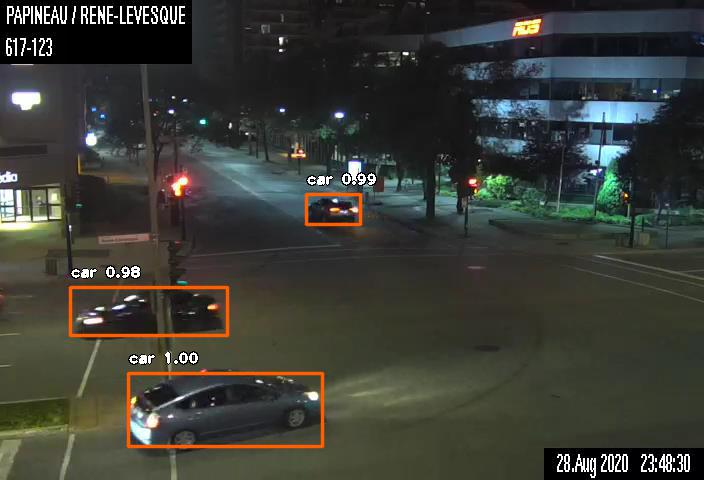 PAPINEAU / RENE-LEVESQUE
617-123
car 0.99
car 0.98
car 1.00
28.Aug 2020 23:48:30